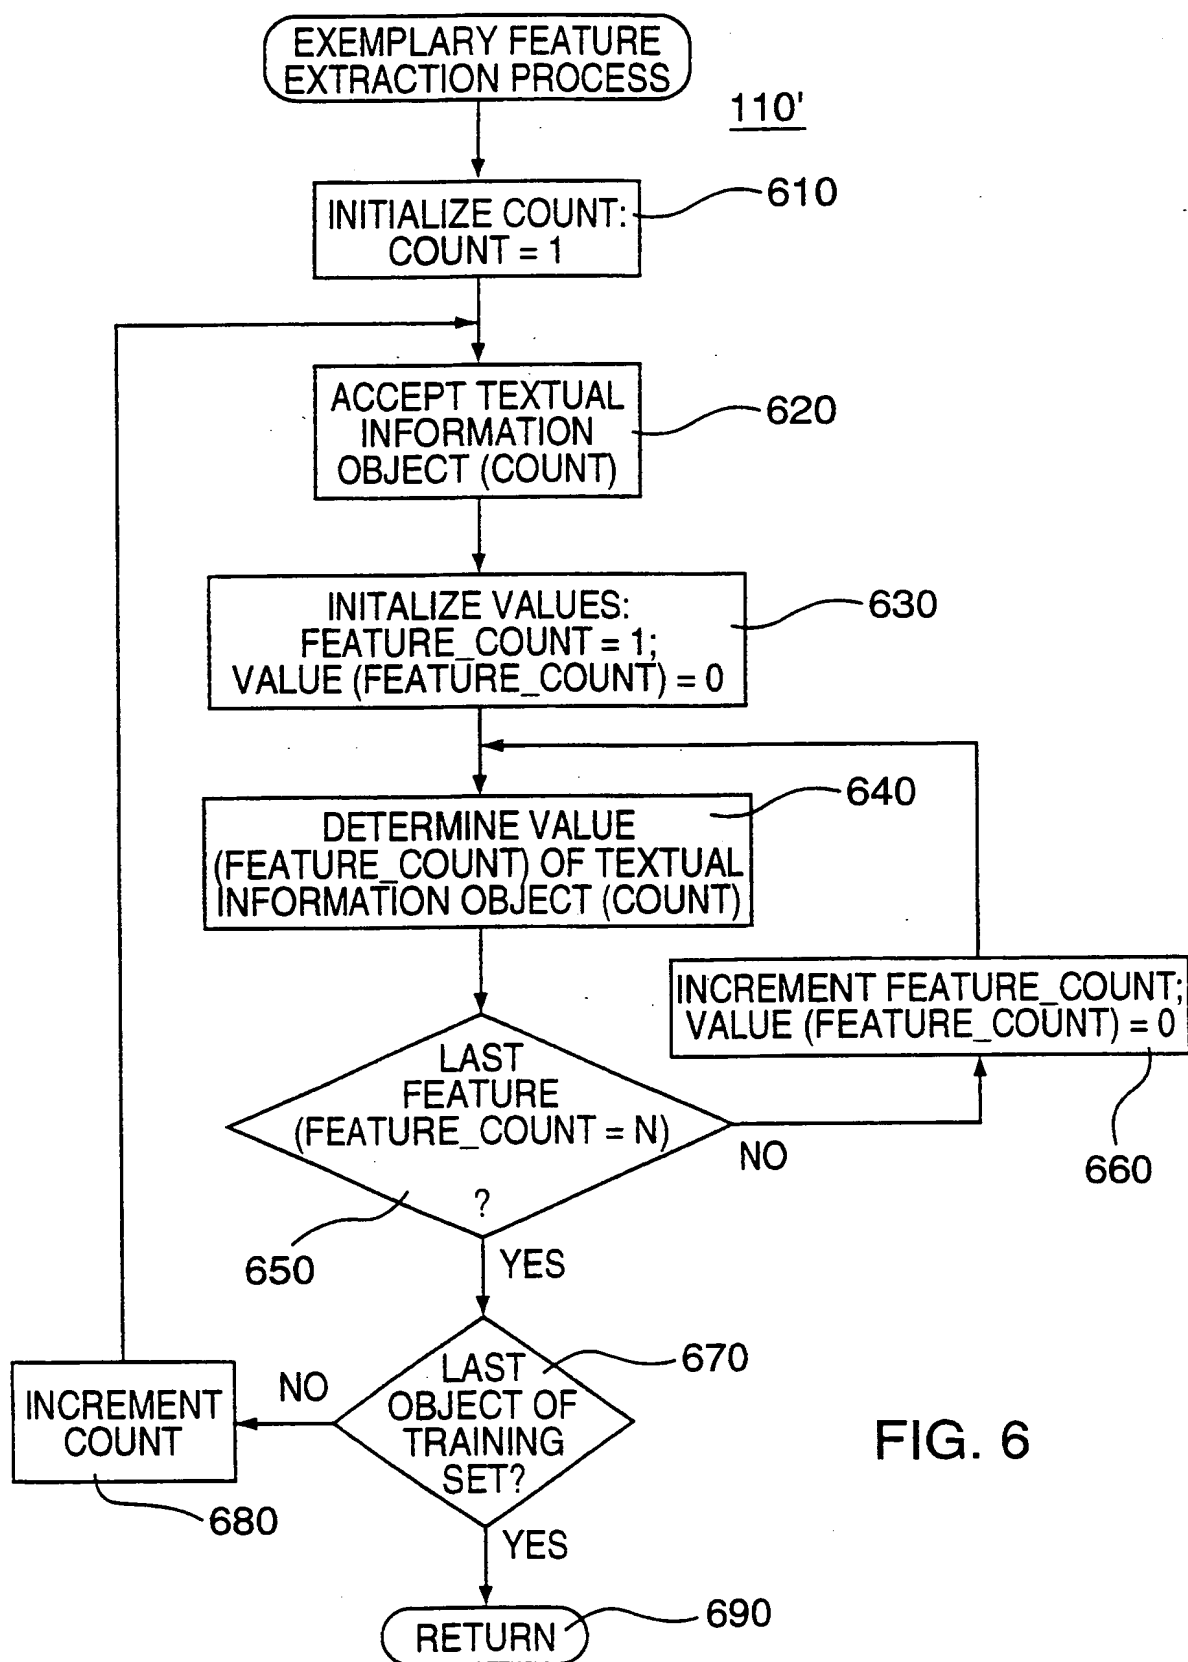 EXEMPLARY FEATURE
EXTRACTION PROCESS
110'
INITIALIZE COUNT:
COUNT = 1
610
ACCEPT TEXTUAL
INFORMATION
OBJECT (COUNT)
620
INITALIZE VALUES:
FEATURE_COUNT = 1;
VALUE (FEATURE_COUNT) = 0
630
DETERMINE VALUE
(FEATURE_COUNT) OF TEXTUAL
INFORMATION OBJECT (COUNT)
640
INCREMENT FEATURE_COUNT;
VALUE (FEATURE_COUNT) = 0
660
LAST
FEATURE
(FEATURE_COUNT = N)
?
NO
650
YES
LAST
OBJECT OF
TRAINING
SET?
670
NO
INCREMENT
COUNT
680
YES
RETURN
690
FIG. 6